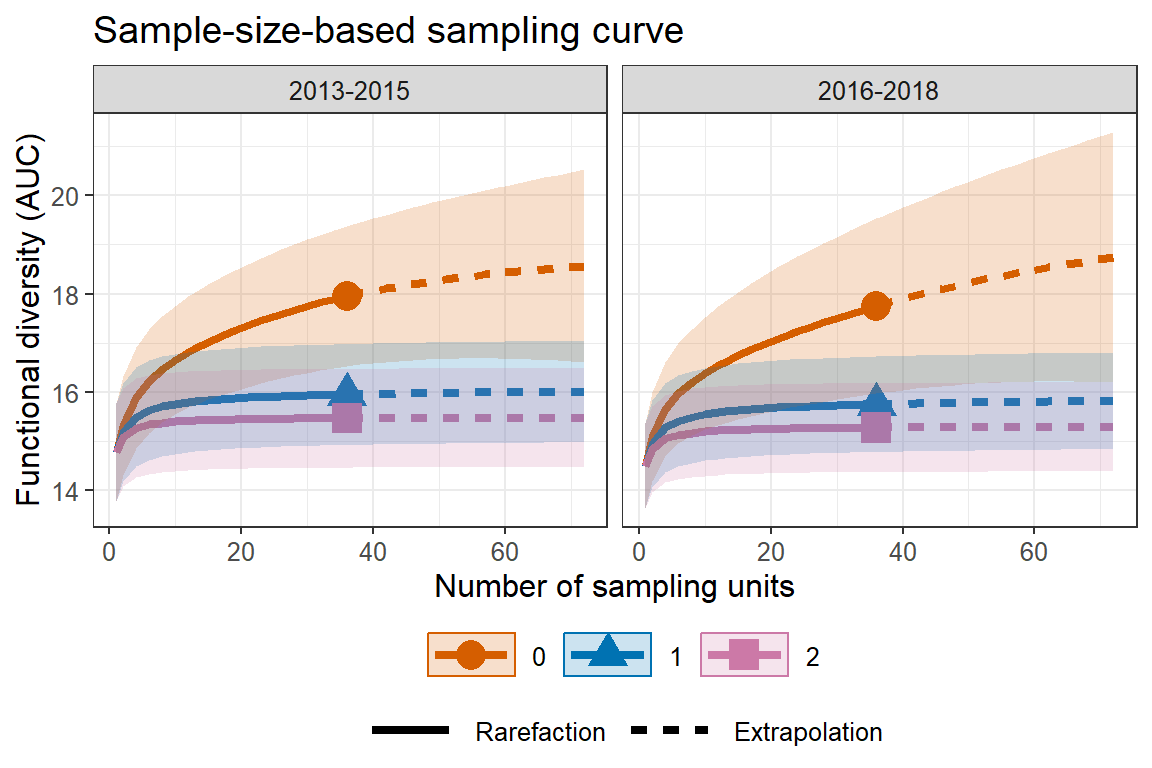 Sample-size-based sampling curve
2013-2015
2016-2018
Functional diversity (AUC)
20
18
16
14
0 20 40 60
0 20 40 60
Number of sampling units
0 1 2
Rarefaction Extrapolation